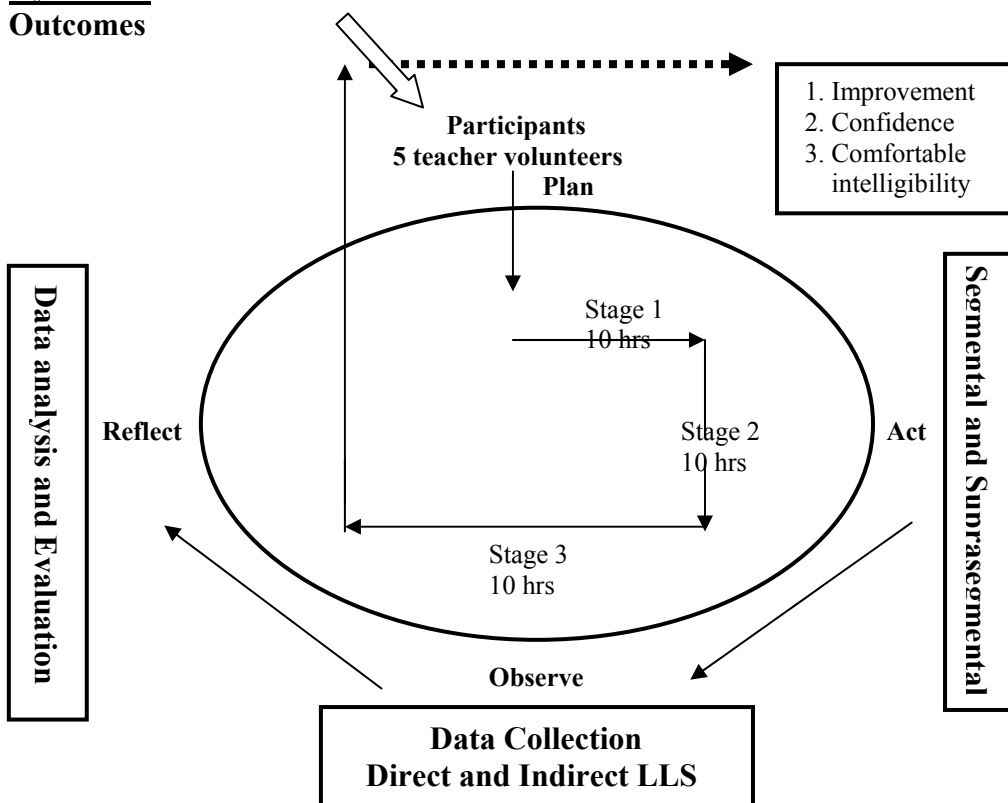 Outcomes
1. Improvement
2. Confidence
3. Comfortable
intelligibility
Participants
5 teacher volunteers
Plan
Stage 1
10 hrs
Data analysis and Evaluation
Reflect
Stage 2
10 hrs
Act
Segmental and Suprasegmental
Stage 3
10 hrs
Observe
Data Collection
Direct and Indirect LLS